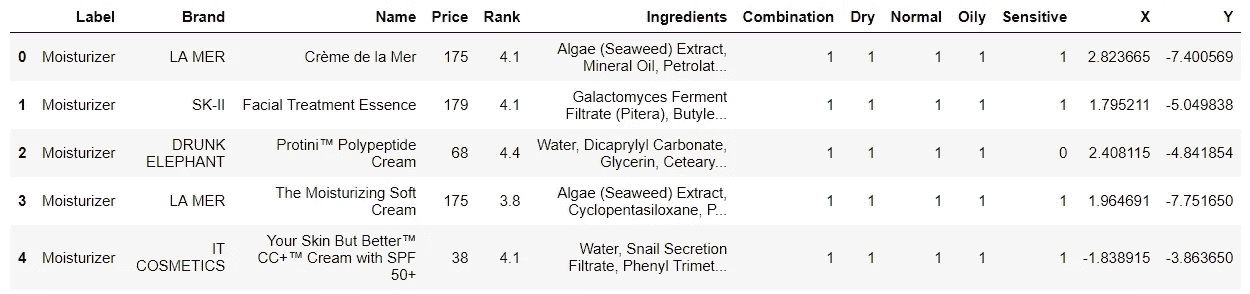 Label Brand Name Price Rank Ingredients Combination Dry Normal Oily Sensitive X Y
0 Moisturizer LA MER Crème de la Mer 175 4.1 Algae (Seaweed) Extract, Mineral Oil, Petrolat... 1 1 1 1 1 2.823665 -7.400569
1 Moisturizer SK-II Facial Treatment Essence 179 4.1 Galactomyces Ferment Filtrate (Pitera), Butyle... 1 1 1 1 1 1.795211 -5.049838
2 Moisturizer DRUNK ELEPHANT Protini™ Polypeptide Cream 68 4.4 Water, Dicaprylyl Carbonate, Glycerin, Ceteary... 1 1 1 1 0 2.408115 -4.841854
3 Moisturizer LA MER The Moisturizing Soft Cream 175 3.8 Algae (Seaweed) Extract, Cyclopentasiloxane, P... 1 1 1 1 1 1.964691 -7.751650
4 Moisturizer IT COSMETICS Your Skin But Better™ CC+™ Cream with SPF 50+ 38 4.1 Water, Snail Secretion Filtrate, Phenyl Trimet... 1 1 1 1 1 -1.838915 -3.863650